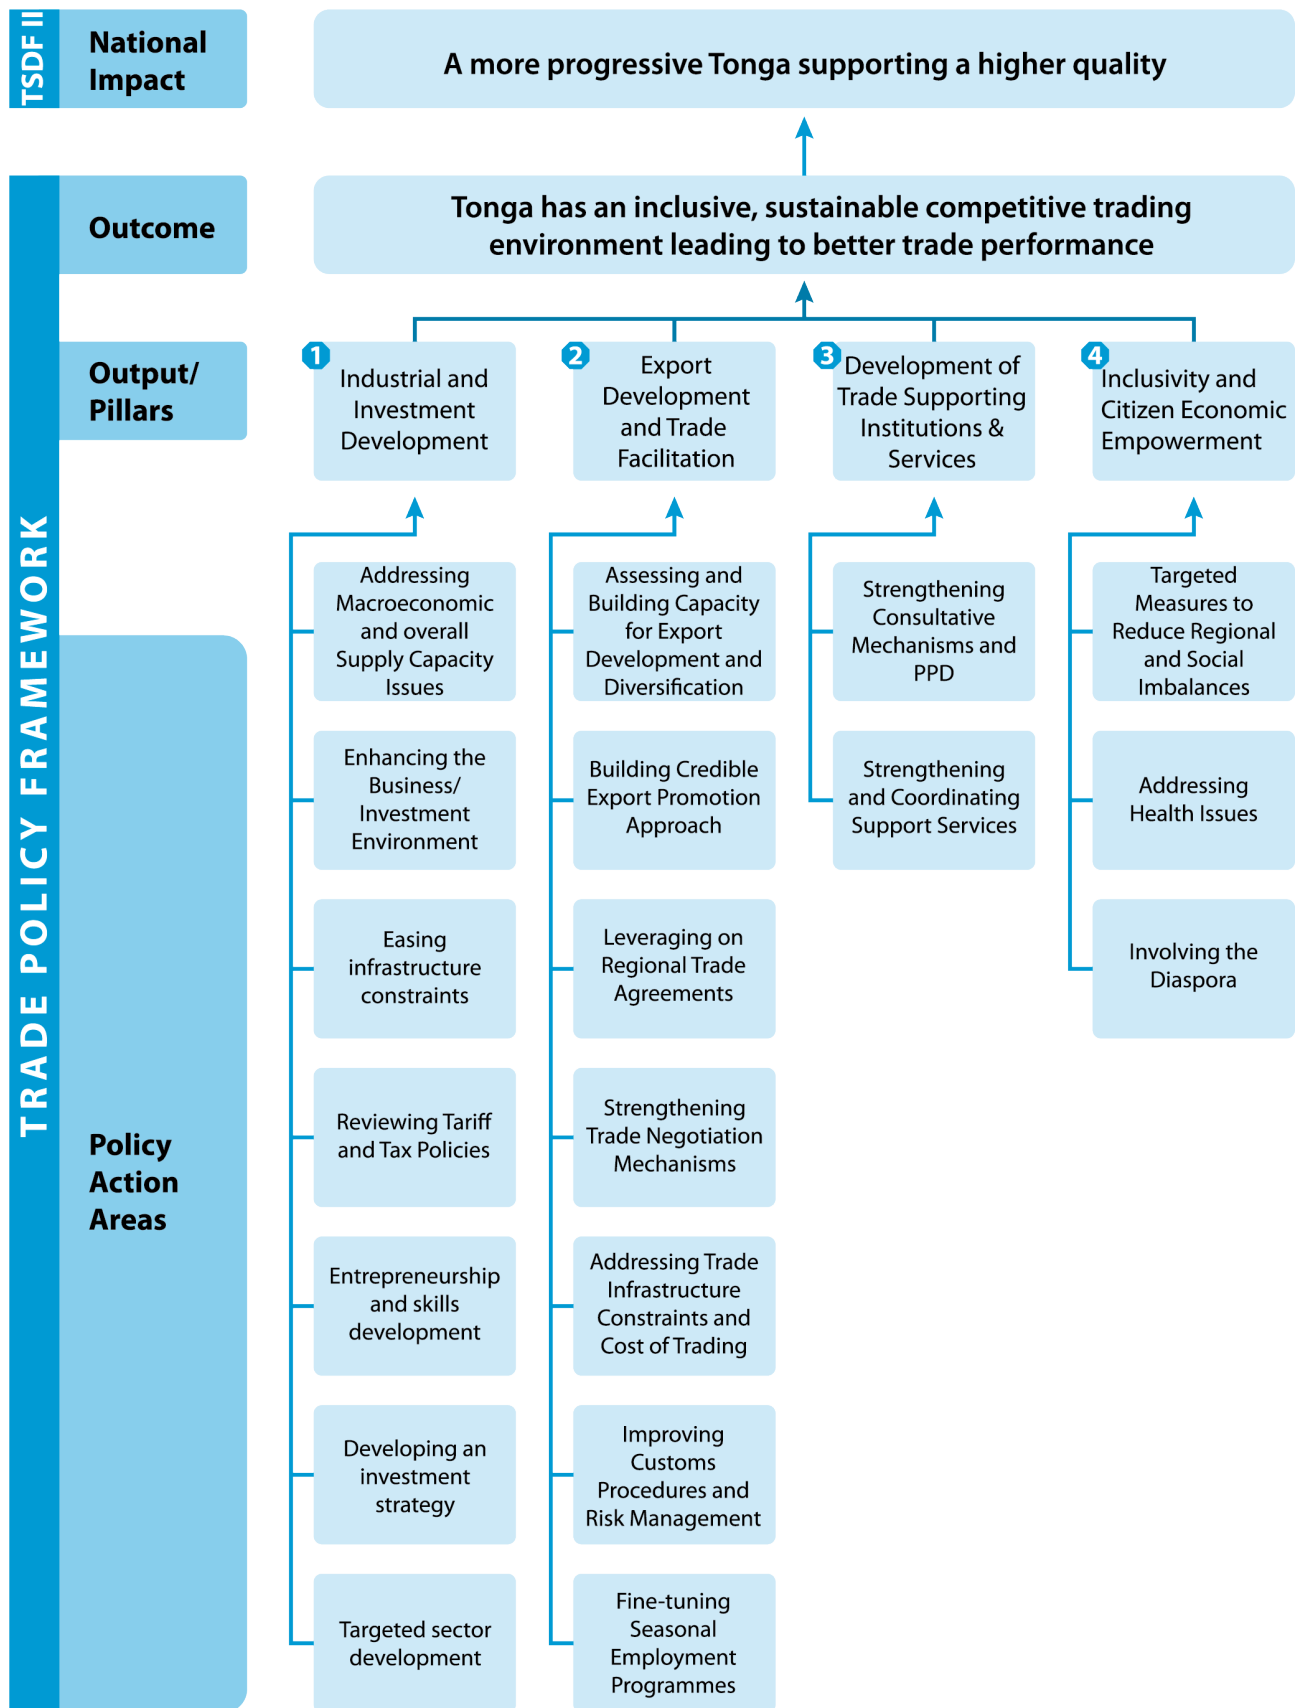 TSDF II
National
Impact
A more progressive Tonga supporting a higher quality
TRADE POLICY FRAMEWORK
Outcome
Tonga has an inclusive, sustainable competitive trading
environment leading to better trade performance
Output/
Pillars
1
Industrial and
Investment
Development
2
Export
Development
and Trade
Facilitation
3
Development of
Trade Supporting
Institutions &
Services
4
Inclusivity and
Citizen Economic
Empowerment
Policy
Action
Areas
Addressing
Macroeconomic
and overall
Supply Capacity
Issues
Enhancing the
Business/
Investment
Environment
Easing
infrastructure
constraints
Reviewing Tariff
and Tax Policies
Entrepreneurship
and skills
development
Developing an
investment
strategy
Targeted sector
development
Assessing and
Building Capacity
for Export
Development and
Diversification
Building Credible
Export Promotion
Approach
Leveraging on
Regional Trade
Agreements
Strengthening
Trade Negotiation
Mechanisms
Addressing Trade
Infrastructure
Constraints and
Cost of Trading
Improving
Customs
Procedures and
Risk Management
Fine-tuning
Seasonal
Employment
Programmes
Strengthening
Consultative
Mechanisms and
PPD
Strengthening
and Coordinating
Support Services
Targeted
Measures to
Reduce Regional
and Social
Imbalances
Addressing
Health Issues
Involving the
Diaspora